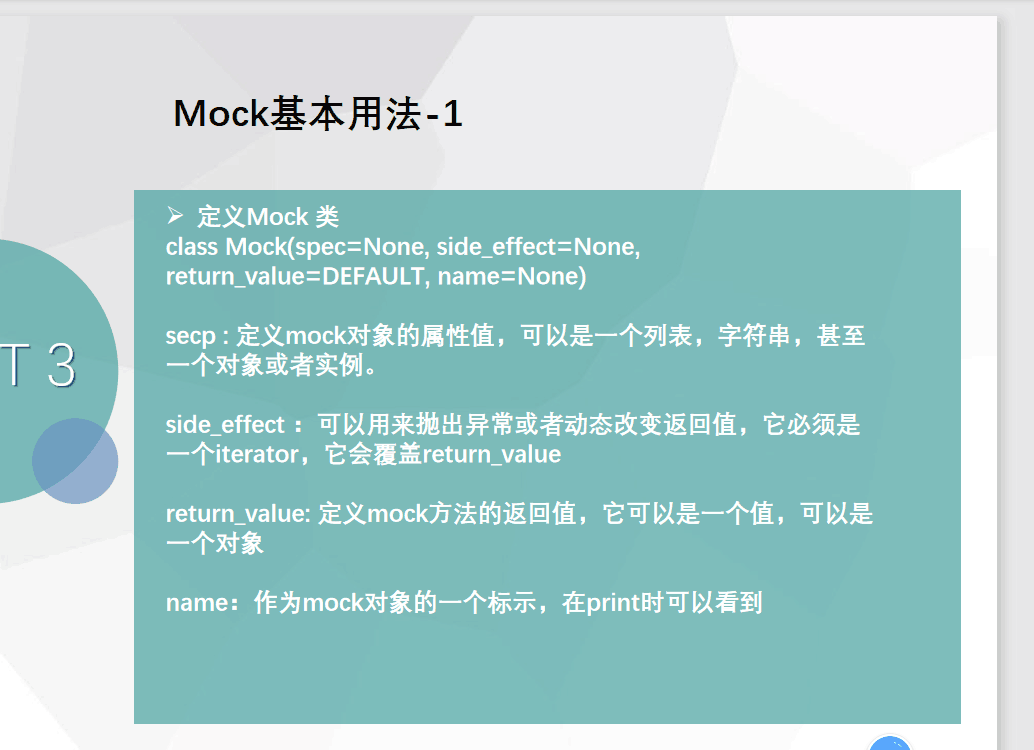 Mock基本用法-1
➢ 定义Mock 类
class Mock(spec=None, side_effect=None,
return_value=DEFAULT, name=None)
secp : 定义mock对象的属性值，可以是一个列表，字符串，甚至
一个对象或者实例。
side_effect ：可以用来抛出异常或者动态改变返回值，它必须是
一个iterator，它会覆盖return_value
return_value: 定义mock方法的返回值，它可以是一个值，可以是
一个对象
name：作为mock对象的一个标示，在print时可以看到
T 3